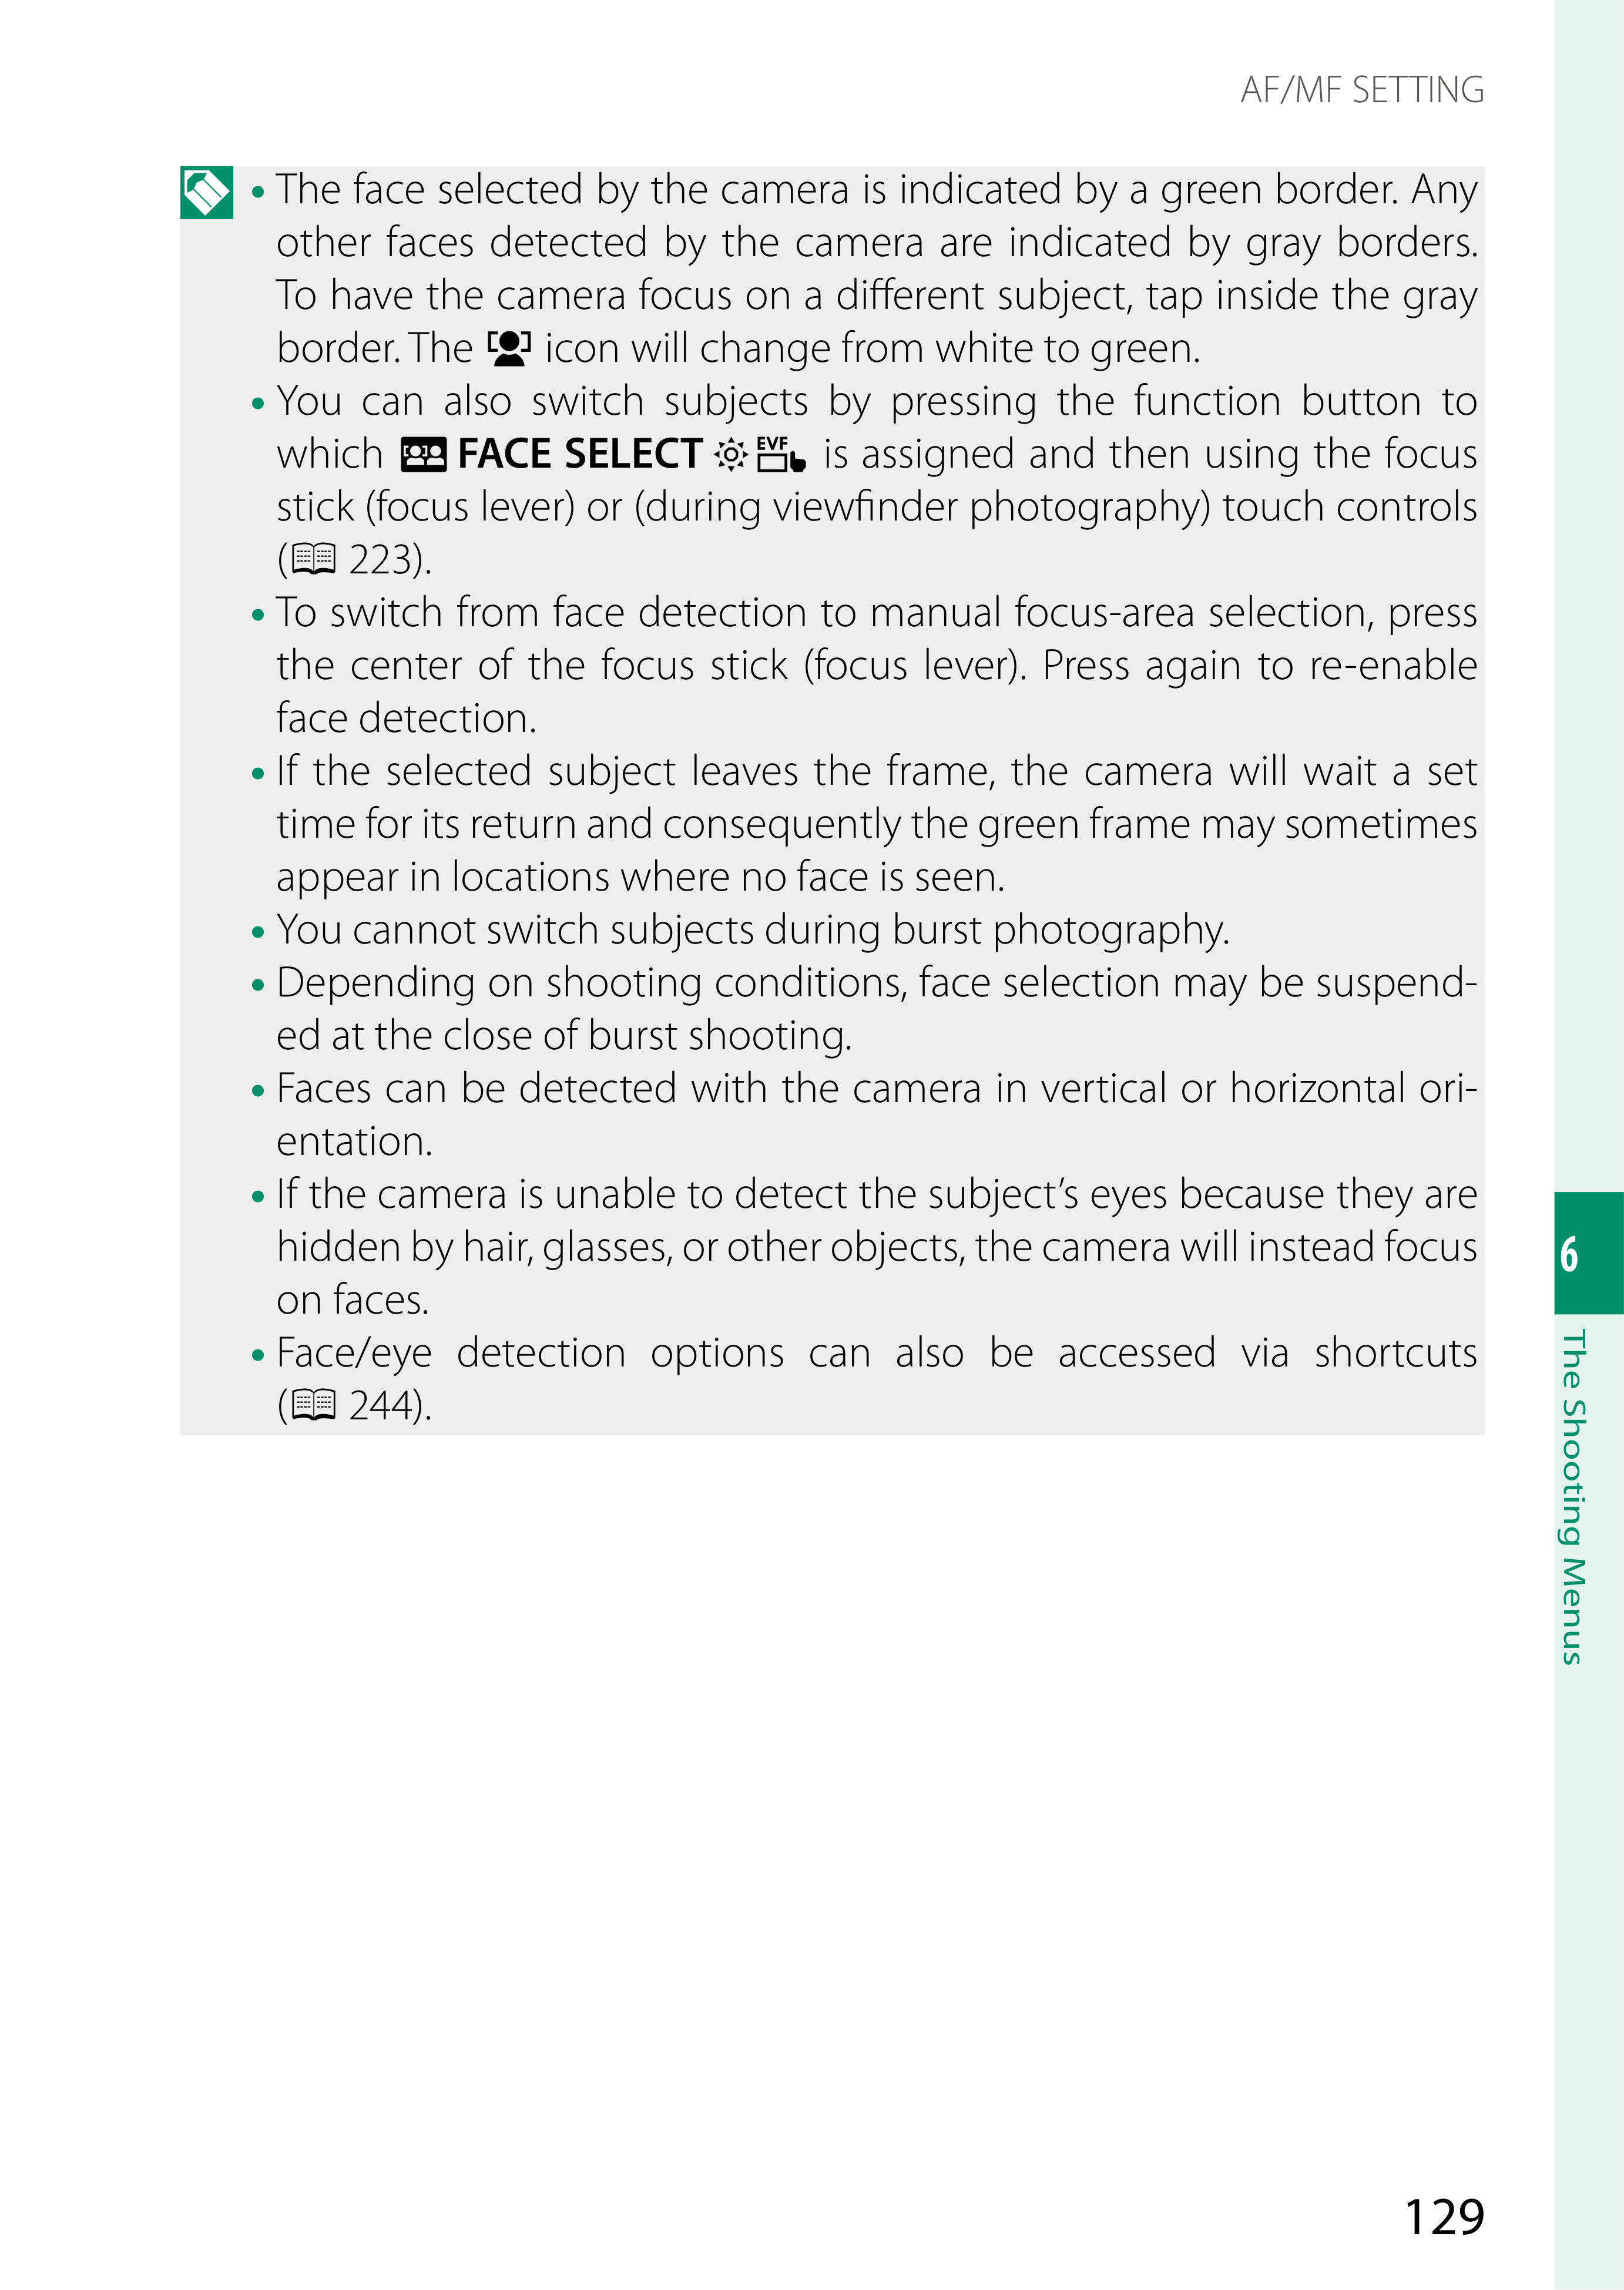 AF/MF SETTING
• The face selected by the camera is indicated by a green border. Any
other faces detected by the camera are indicated by gray borders.
To have the camera focus on a different subject, tap inside the gray
border. The icon will change from white to green.
• You can also switch subjects by pressing the function button to
which FACE SELECT EVF is assigned and then using the focus
stick (focus lever) or (during viewfinder photography) touch controls
( 223).
• To switch from face detection to manual focus-area selection, press
the center of the focus stick (focus lever). Press again to re-enable
face detection.
• If the selected subject leaves the frame, the camera will wait a set
time for its return and consequently the green frame may sometimes
appear in locations where no face is seen.
• You cannot switch subjects during burst photography.
• Depending on shooting conditions, face selection may be suspend-
ed at the close of burst shooting.
• Faces can be detected with the camera in vertical or horizontal ori-
entation.
• If the camera is unable to detect the subject’s eyes because they are
hidden by hair, glasses, or other objects, the camera will instead focus
on faces.
• Face/eye detection options can also be accessed via shortcuts
( 244).
6
The Shooting Menus
129